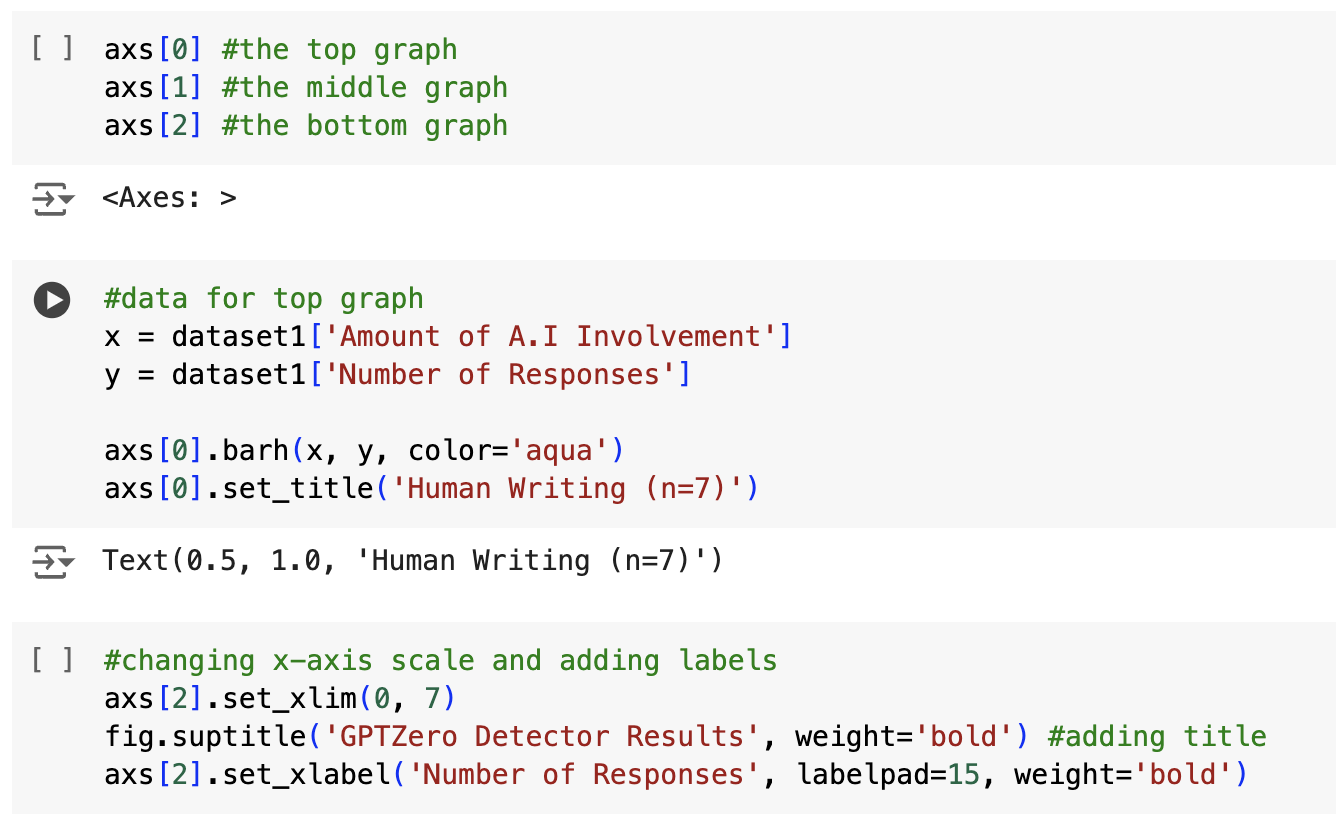 [ ] axs[0] #the top graph
axs[1] #the middle graph
axs[2] #the bottom graph
<Axes: >
#data for top graph
x = dataset1['Amount of A.I Involvement']
y = dataset1['Number of Responses']
axs[0].barh(x, y, color='aqua')
axs[0].set_title('Human Writing (n=7)')
Text(0.5, 1.0, 'Human Writing (n=7)')
[ ] #changing x-axis scale and adding labels
axs[2].set_xlim(0, 7)
fig.suptitle('GPTZero Detector Results', weight='bold') #adding title
axs[2].set_xlabel('Number of Responses', labelpad=15, weight='bold')